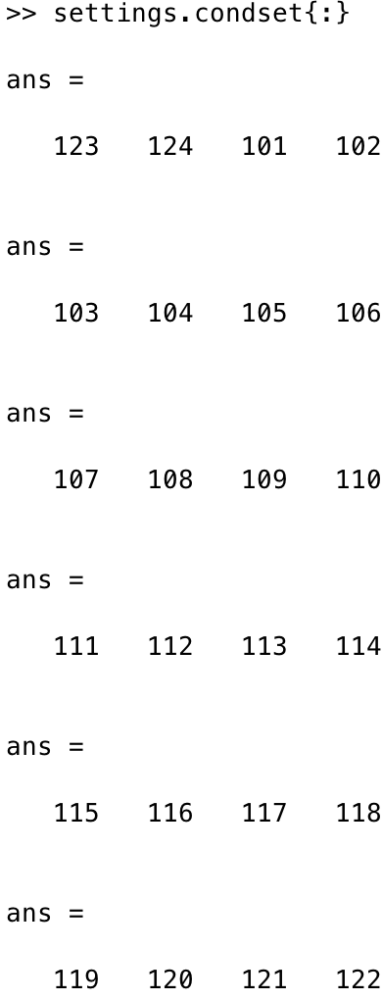 >> settings.condset{:}
ans =
123 124 101 102
ans =
103 104 105 106
ans =
107 108 109 110
ans =
111 112 113 114
ans =
115 116 117 118
ans =
119 120 121 122